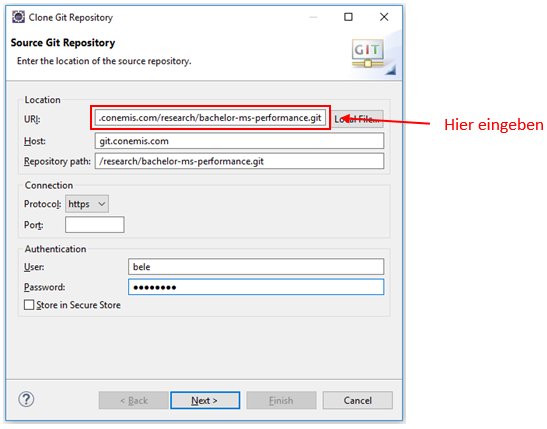 Clone Git Repository
Source Git Repository
Enter the location of the source repository.
GIT
Location
URI: .conemis.com/research/bachelor-ms-performance.git Local File...
Hier eingeben
Host: git.conemis.com
Repository path: /research/bachelor-ms-performance.git
Connection
Protocol: https
Port:
Authentication
User: bele
Password: ●●●●●●●●
Store in Secure Store
? < Back Next > Finish Cancel